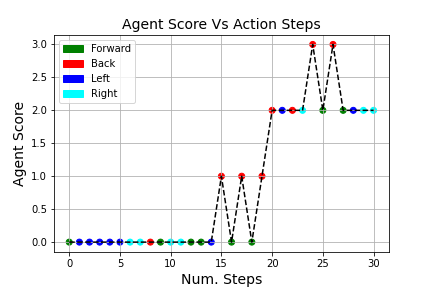 Agent Score Vs Action Steps
Forward
Back
Left
Right
Agent Score
3.0
2.5
2.0
1.5
1.0
0.5
0.0
0 5 10 15 20 25 30
Num. Steps